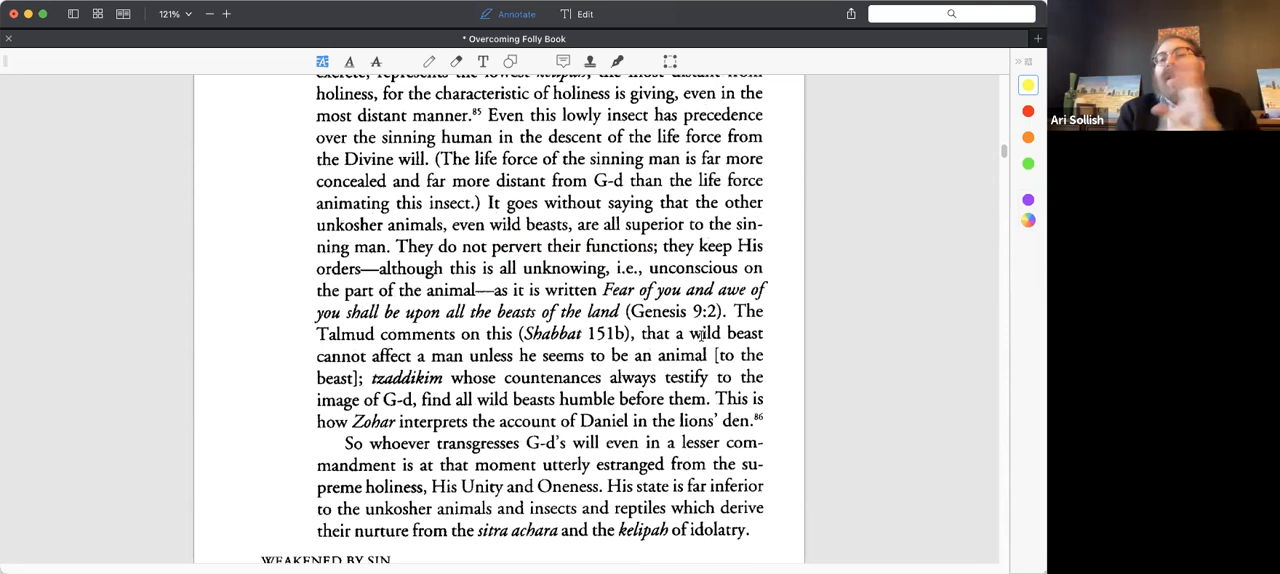 121%
Annotate
Edit
* Overcoming Folly Book
holiness, for the characteristic of holiness is giving, even in the
most distant manner.⁸⁵ Even this lowly insect has precedence
over the sinning human in the descent of the life force from
the Divine will. (The life force of the sinning man is far more
concealed and far more distant from G-d than the life force
animating this insect.) It goes without saying that the other
unkosher animals, even wild beasts, are all superior to the sin-
ning man. They do not pervert their functions; they keep His
orders—although this is all unknowing, i.e., unconscious on
the part of the animal—as it is written Fear of you and awe of
you shall be upon all the beasts of the land (Genesis 9:2). The
Talmud comments on this (Shabbat 151b), that a wild beast
cannot affect a man unless he seems to be an animal [to the
beast]; tzaddikim whose countenances always testify to the
image of G-d, find all wild beasts humble before them. This is
how Zohar interprets the account of Daniel in the lions' den.⁸⁶
So whoever transgresses G-d's will even in a lesser com-
mandment is at that moment utterly estranged from the su-
preme holiness, His Unity and Oneness. His state is far inferior
to the unkosher animals and insects and reptiles which derive
their nurture from the sitra achara and the kelipah of idolatry.
WEAKENED BY SIN
Ari Sollish